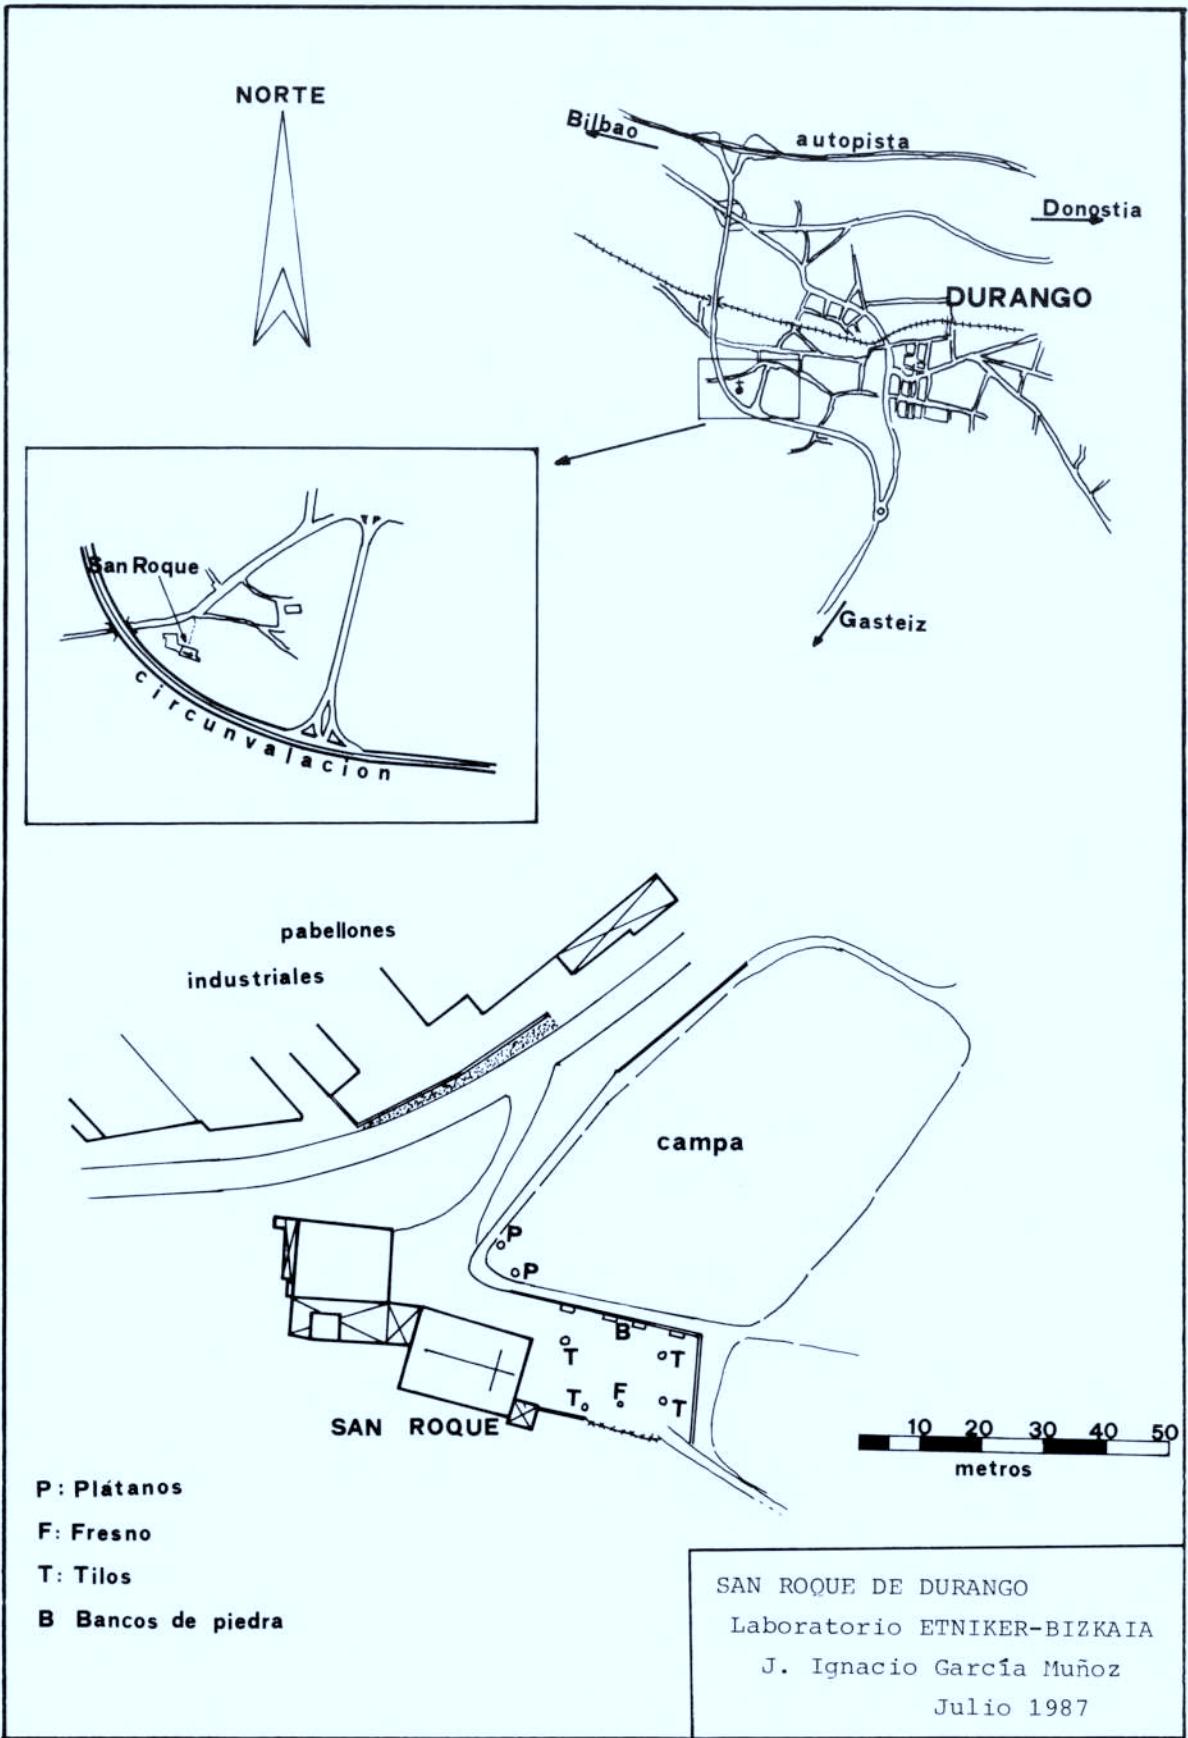 NORTE
Bilbao
autopista
Donostia
DURANGO
Gasteiz
San Roque
circunvalacion
pabellones
industriales
campa
P
P
B
T
T
T
F
T
SAN ROQUE
10 20 30 40 50
metros
P: Plátanos
F: Fresno
T: Tilos
B Bancos de piedra
SAN ROQUE DE DURANGO
Laboratorio ETNIKER-BIZKAIA
J. Ignacio García Muñoz
Julio 1987